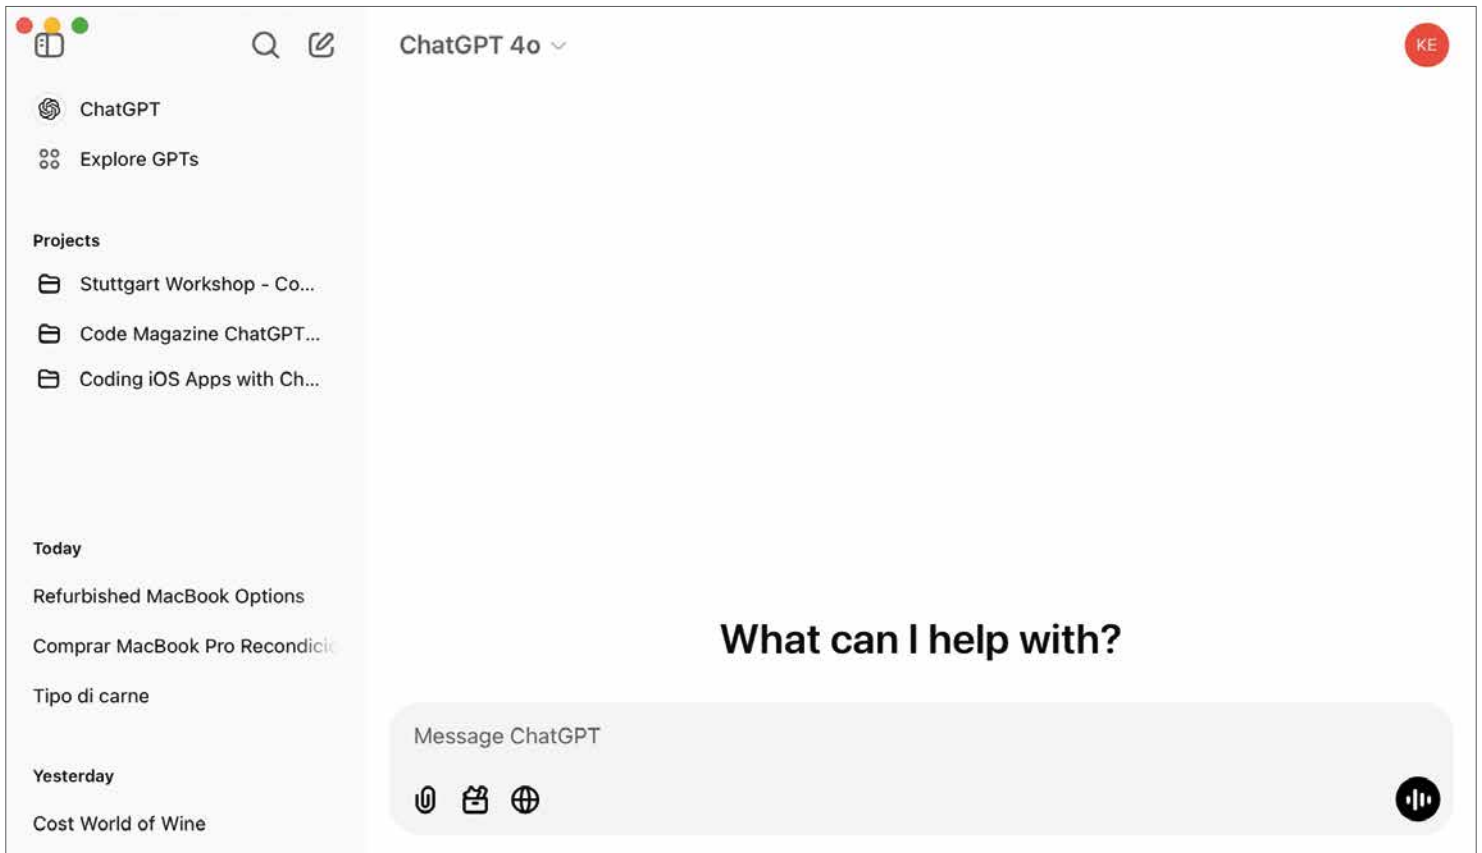 ChatGPT 4o
KE
ChatGPT
Explore GPTs
Projects
Stuttgart Workshop - Co...
Code Magazine ChatGPT...
Coding iOS Apps with Ch...
Today
Refurbished MacBook Options
Comprar MacBook Pro Recondici
Tipo di carne
Yesterday
Cost World of Wine
What can I help with?
Message ChatGPT